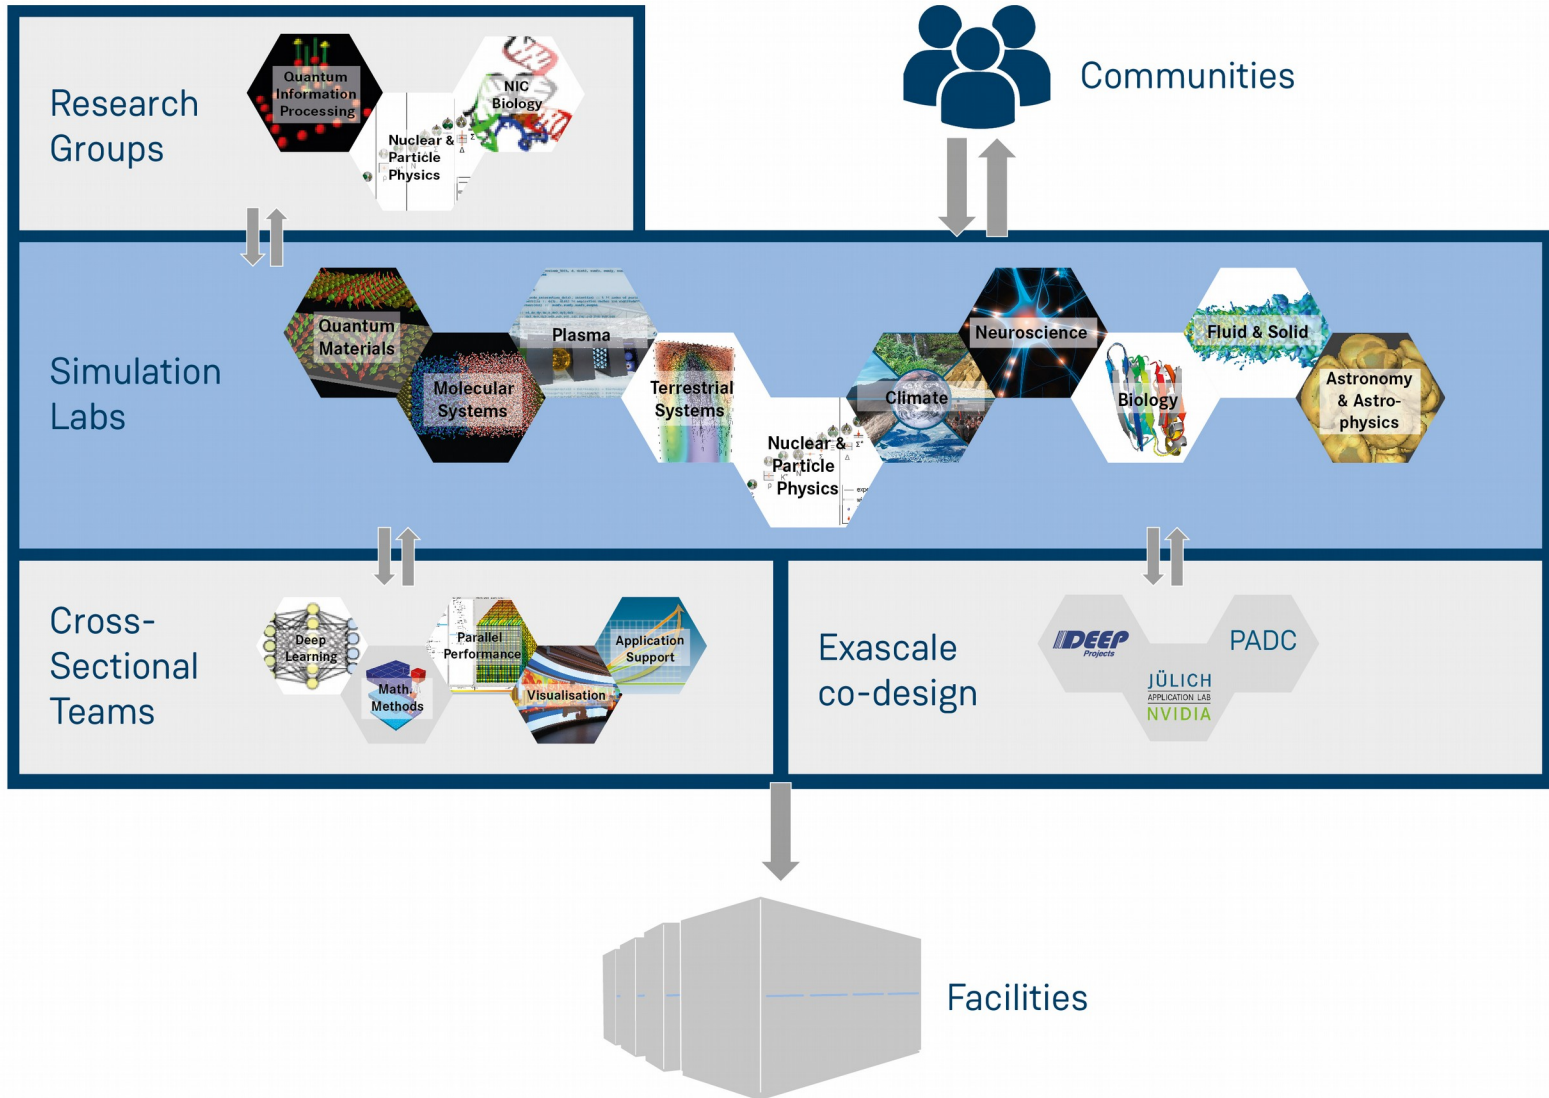 Research
Groups
Quantum
Information
Processing
Nuclear &
Particle
Physics
NIC
Biology
Communities
Simulation
Labs
Quantum
Materials
Molecular
Systems
Plasma
Terrestrial
Systems
Nuclear &
Particle
Physics
Climate
Neuroscience
Biology
Fluid & Solid
Astronomy
& Astro-
physics
Cross-
Sectional
Teams
Deep
Learning
Math.
Methods
Parallel
Performance
Visualisation
Application
Support
Exascale
co-design
DEEP
Projects
JÜLICH
APPLICATION LAB
NVIDIA
PADC
Facilities